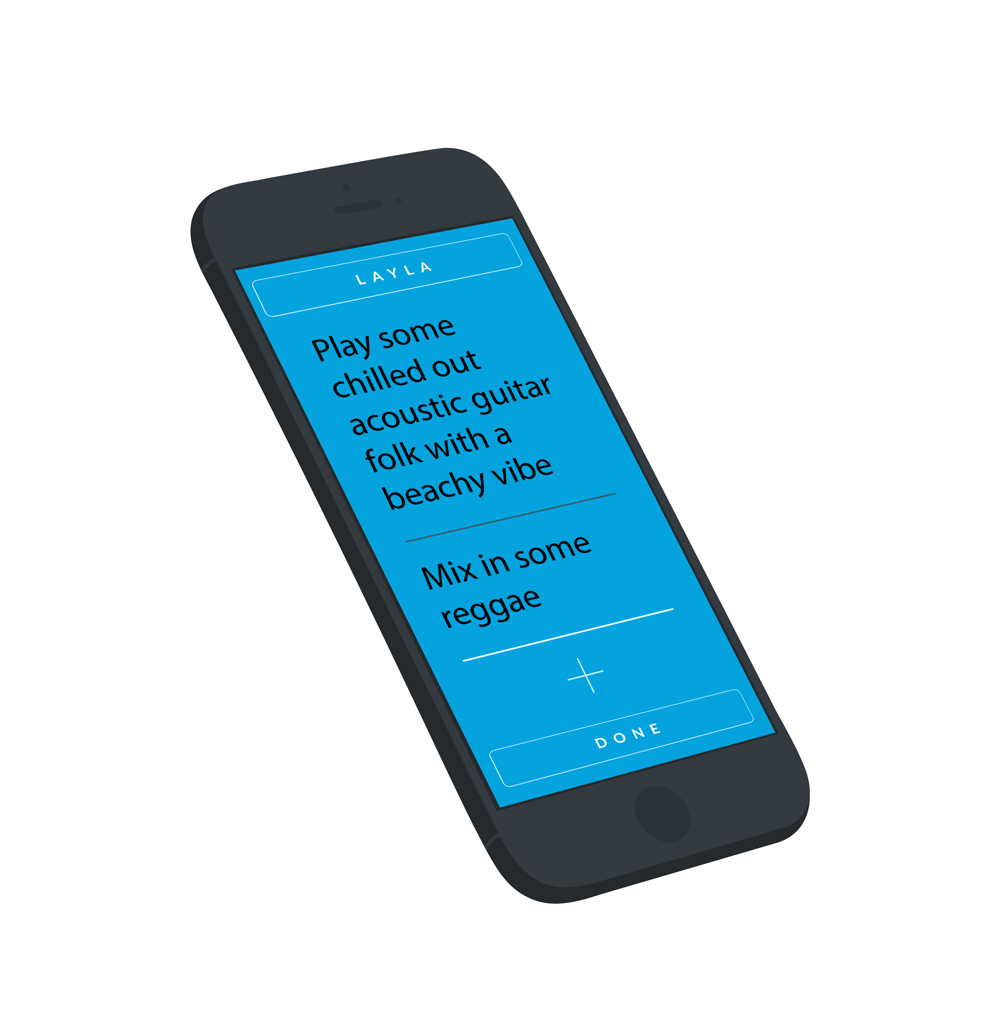 LAYLA
Play some
chilled out
acoustic guitar
folk with a
beachy vibe
Mix in some
reggae
DONE